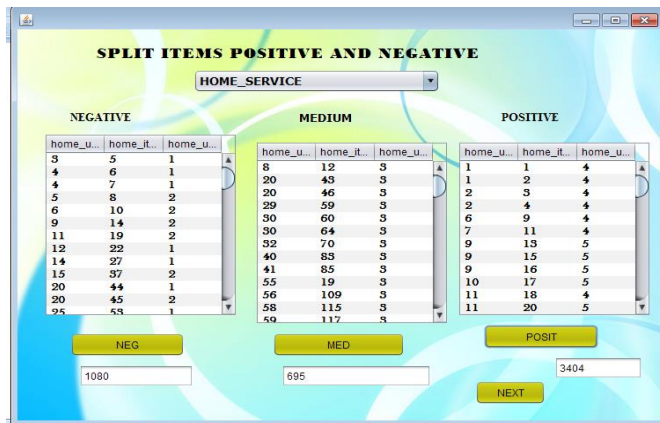 SPLIT ITEMS POSITIVE AND NEGATIVE
HOME_SERVICE
NEGATIVE
home_u... home_it... home_u...
3 5 1
4 6 1
4 7 1
5 8 2
6 10 2
9 14 2
11 19 2
12 22 1
14 27 1
15 37 2
20 44 1
20 45 2
25 53 1
NEG
1080
MEDIUM
home_u... home_it... home_u...
8 12 3
20 43 3
20 46 3
29 59 3
30 60 3
30 64 3
32 70 3
40 83 3
41 85 3
55 19 3
56 109 3
58 115 3
59 117 3
MED
695
POSITIVE
home_u... home_it... home_u...
1 1 4
1 2 4
2 3 4
2 4 4
6 9 4
7 11 4
9 13 5
9 15 5
9 16 5
10 17 5
11 18 4
11 20 5
POSIT
3404
NEXT